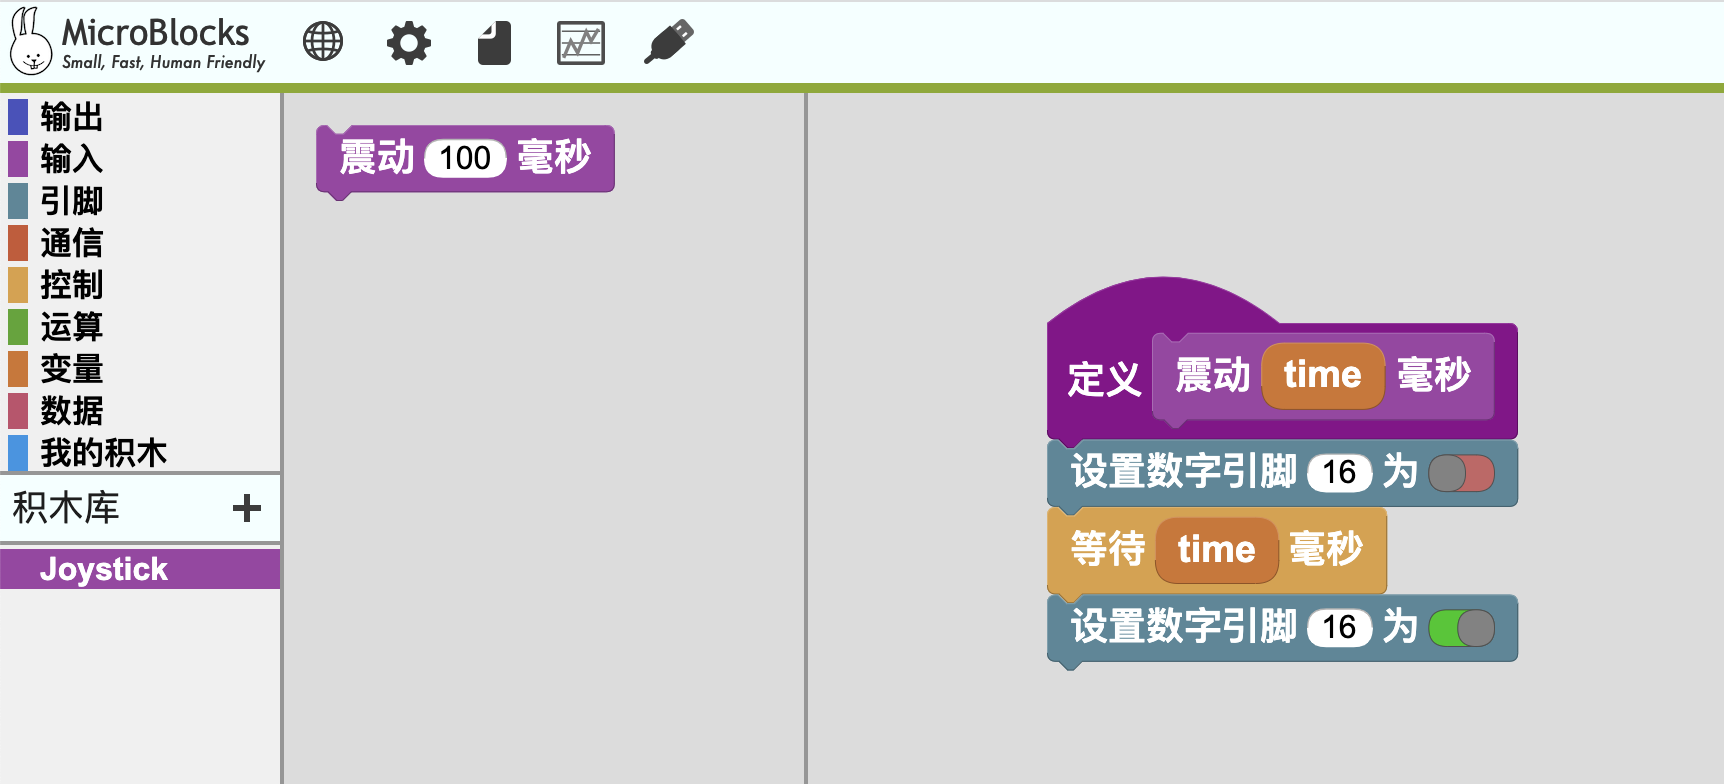 MicroBlocks
Small, Fast, Human Friendly
输出
输入
引脚
通信
控制
运算
变量
数据
我的积木
积木库 +
Joystick
震动 100 毫秒
定义 震动 time 毫秒
设置数字引脚 16 为
等待 time 毫秒
设置数字引脚 16 为